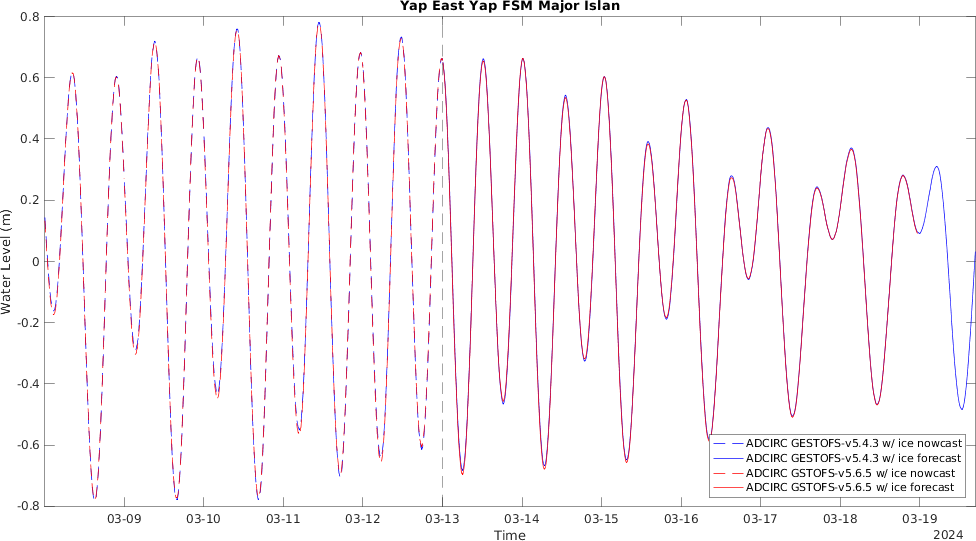 Yap East Yap FSM Major Islan
0.8
0.6
0.4
0.2
0
-0.2
-0.4
-0.6
-0.8
Water Level (m)
ADCIRC GESTOFS-v5.4.3 w/ ice nowcast
ADCIRC GESTOFS-v5.4.3 w/ ice forecast
ADCIRC GSTOFS-v5.6.5 w/ ice nowcast
ADCIRC GSTOFS-v5.6.5 w/ ice forecast
03-09 03-10 03-11 03-12 03-13 03-14 03-15 03-16 03-17 03-18 03-19
Time
2024